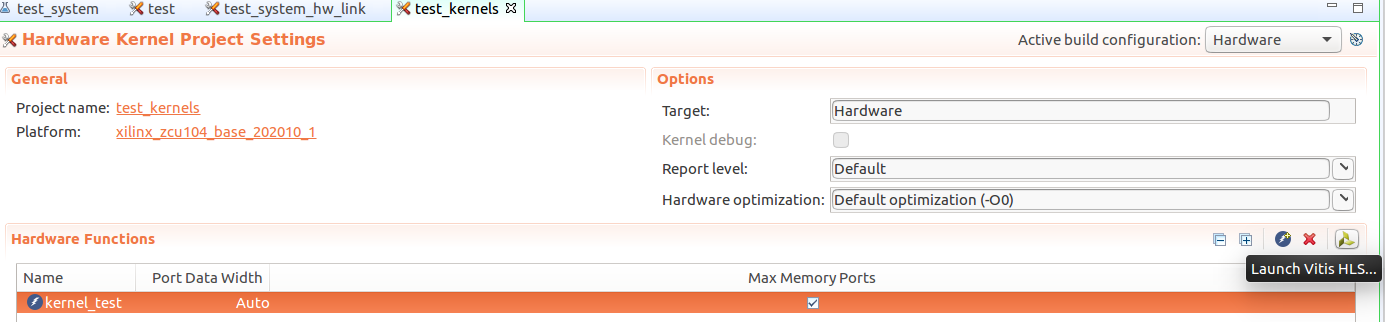 test_system test test_system_hw_link test_kernels
Hardware Kernel Project Settings Active build configuration: Hardware
General Options
Project name: test_kernels Target: Hardware
Platform: xilinx_zcu104_base_202010_1 Kernel debug:
Report level: Default
Hardware optimization: Default optimization (-O0)
Hardware Functions
Launch Vitis HLS...
Name Port Data Width Max Memory Ports
kernel_test Auto